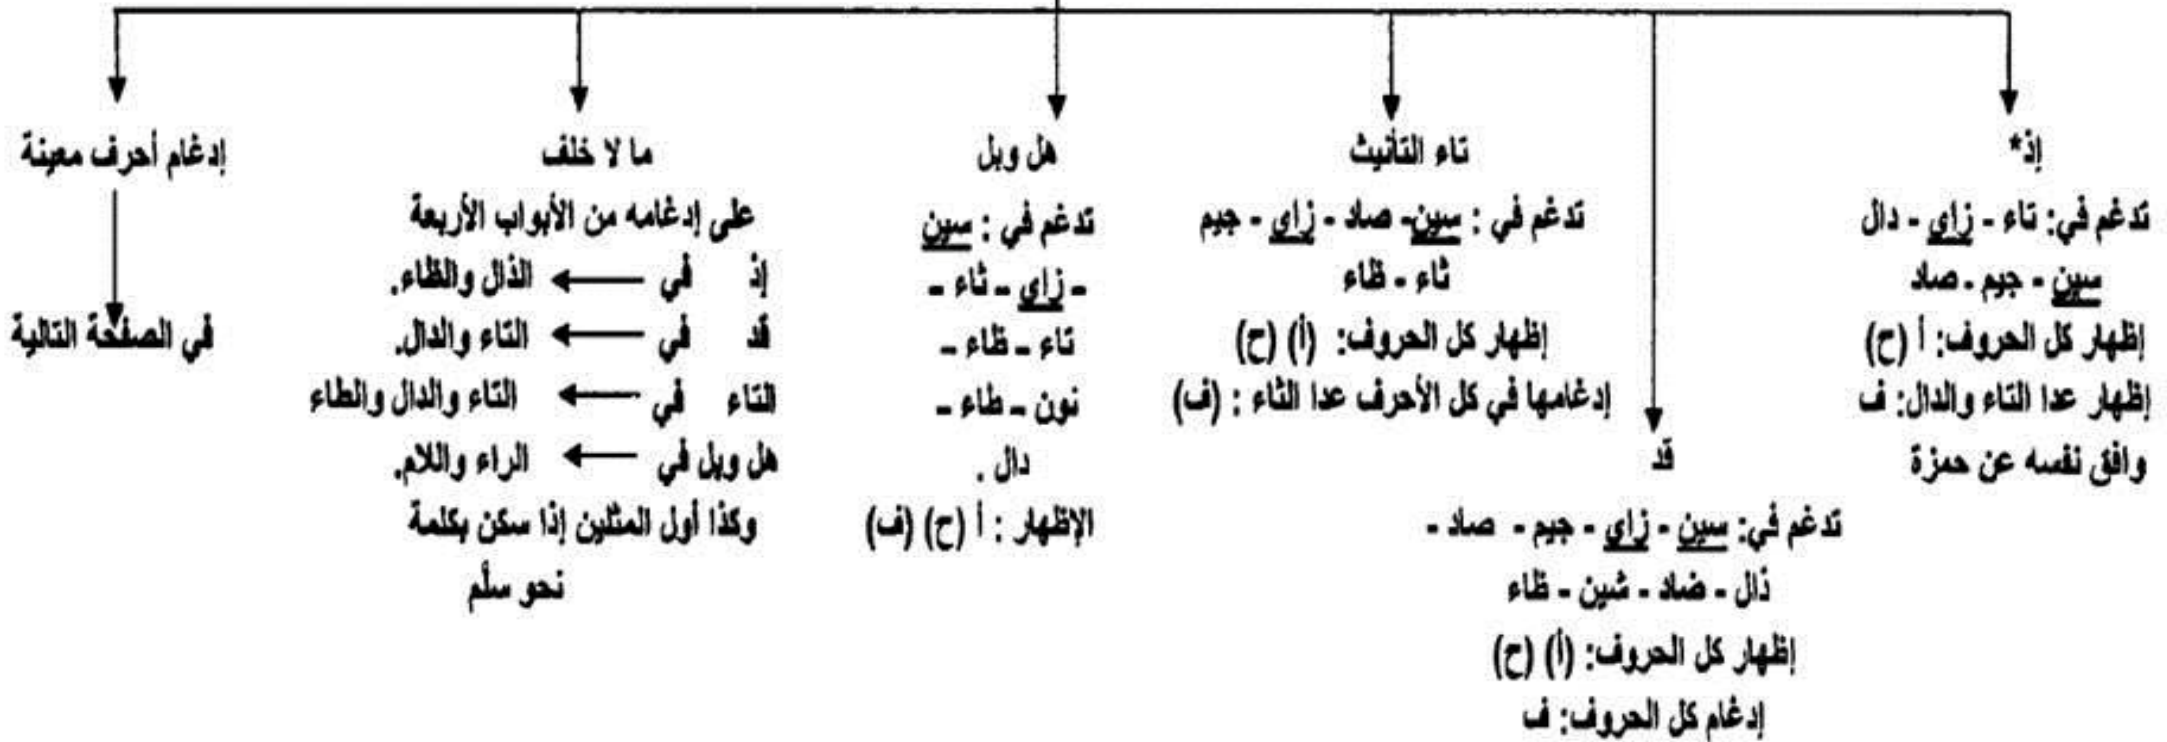 إذ*
تدغم في: تاء - زاي - دال
سين - جيم - صاد
إظهار كل الحروف: أ (ح)
إظهار عدا التاء والدال: ف
وافق نفسه عن حمزة
قد
تدغم في: سين - زاي - جيم - صاد -
ذال - ضاد - شين - ظاء
إظهار كل الحروف: (أ) (ح)
إدغام كل الحروف: ف
تاء التأنيث
تدغم في : سين- صاد - زاي - جيم
ثاء - ظاء
إظهار كل الحروف: (أ) (ح)
إدغامها في كل الأحرف عدا الثاء : (ف)
هل وبل
تدغم في : سين
- زاي - ثاء -
تاء - ظاء -
نون - طاء -
دال .
الإظهار : أ (ح) (ف)
ما لا خلف
على إدغامه من الأبواب الأربعة
إذ في ← الذال والظاء.
قد في ← التاء والدال.
التاء في ← التاء والدال والطاء
هل وبل في ← الراء واللام.
وكذا أول المثلين إذا سكن بكلمة
نحو سلَّم
إدغام أحرف معينة
في الصفحة التالية